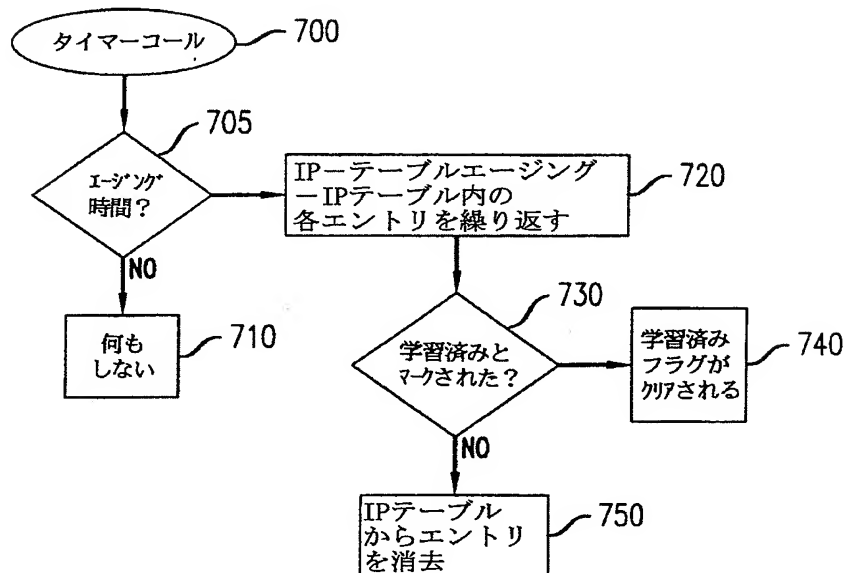 タイマーコール
700
705
エージング
時間？
IP－テーブルエージング
－IPテーブル内の
各エントリを繰り返す
720
NO
何も
しない
710
730
学習済みと
マークされた？
学習済み
フラグが
クリアされる
740
NO
IPテーブル
からエントリ
を消去
750